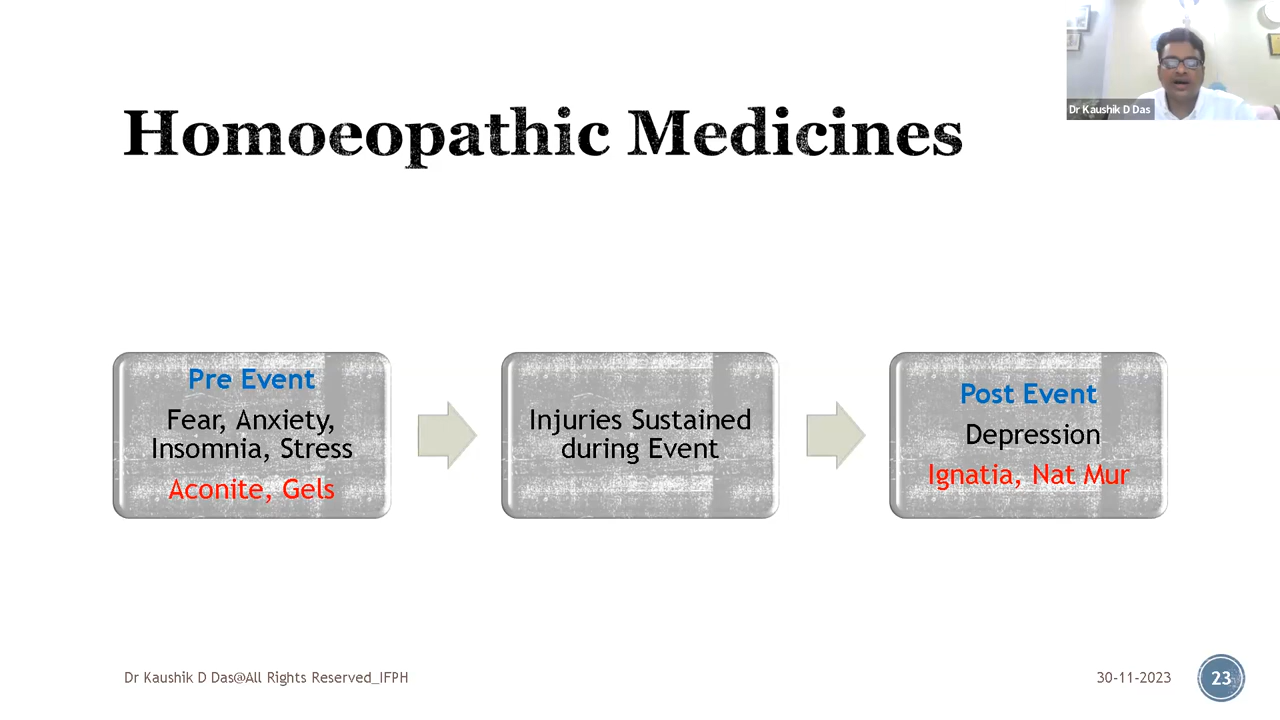 Dr Kaushik D Das
Homoeopathic Medicines
Pre Event
Fear, Anxiety,
Insomnia, Stress
Aconite, Gels
Injuries Sustained
during Event
Post Event
Depression
Ignatia, Nat Mur
Dr Kaushik D Das@All Rights Reserved_IFPH
30-11-2023
23